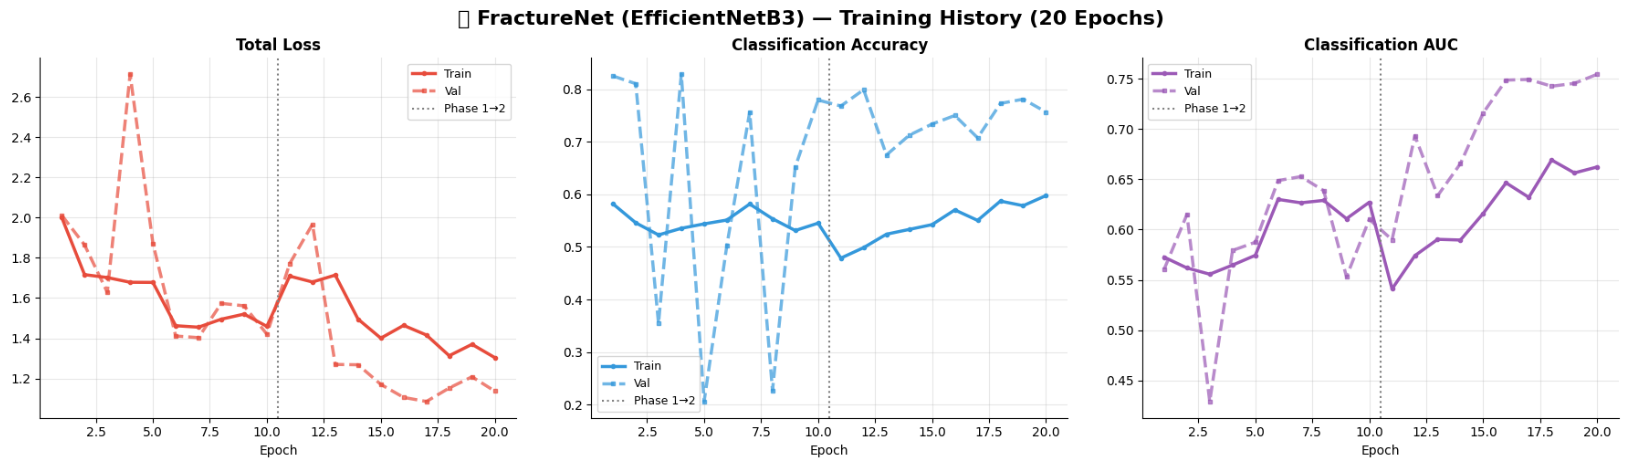 FractureNet (EfficientNetB3) — Training History (20 Epochs)
Total Loss
Train
Val
Phase 1→2
2.6
2.4
2.2
2.0
1.8
1.6
1.4
1.2
2.5 5.0 7.5 10.0 12.5 15.0 17.5 20.0
Epoch
Classification Accuracy
0.8
0.7
0.6
0.5
0.4
0.3
0.2
Train
Val
Phase 1→2
2.5 5.0 7.5 10.0 12.5 15.0 17.5 20.0
Epoch
Classification AUC
Train
Val
Phase 1→2
0.75
0.70
0.65
0.60
0.55
0.50
0.45
2.5 5.0 7.5 10.0 12.5 15.0 17.5 20.0
Epoch